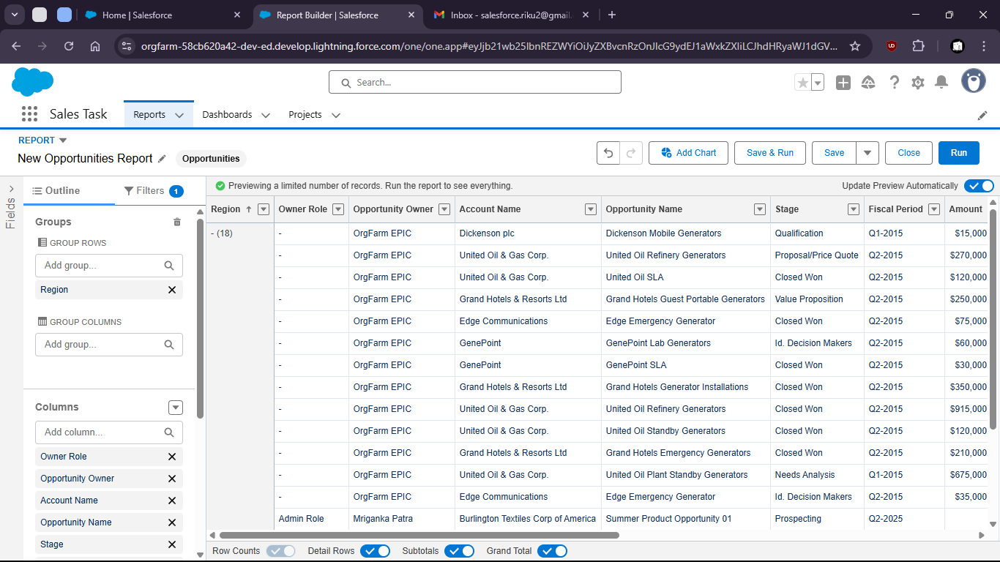 Home | Salesforce
Report Builder | Salesforce
Inbox - salesforce.riku2@gmail.
orgfarm-58cb620a42-dev-ed.develop.lightning.force.com/one/one.app#eyJjb21wb25lbnREZWYiOiJyZXBvcnRzOnJlcG9ydEJ1aWxkZXIiLCJhdHRyaWJ1dGV...
Search...
Sales Task
Reports
Dashboards
Projects
REPORT
New Opportunities Report
Opportunities
Add Chart
Save & Run
Save
Close
Run
Fields
Outline
Filters 1
Groups
GROUP ROWS
Add group...
Region
GROUP COLUMNS
Add group...
Columns
Add column...
Owner Role
Opportunity Owner
Account Name
Opportunity Name
Stage
Previewing a limited number of records. Run the report to see everything.
Update Preview Automatically
Region ↑ Owner Role Opportunity Owner Account Name Opportunity Name Stage Fiscal Period Amount
- (18) - OrgFarm EPIC Dickenson plc Dickenson Mobile Generators Qualification Q1-2015 $15,000
- OrgFarm EPIC United Oil & Gas Corp. United Oil Refinery Generators Proposal/Price Quote Q2-2015 $270,000
- OrgFarm EPIC United Oil & Gas Corp. United Oil SLA Closed Won Q2-2015 $120,000
- OrgFarm EPIC Grand Hotels & Resorts Ltd Grand Hotels Guest Portable Generators Value Proposition Q2-2015 $250,000
- OrgFarm EPIC Edge Communications Edge Emergency Generator Closed Won Q2-2015 $75,000
- OrgFarm EPIC GenePoint GenePoint Lab Generators Id. Decision Makers Q2-2015 $60,000
- OrgFarm EPIC GenePoint GenePoint SLA Closed Won Q2-2015 $30,000
- OrgFarm EPIC Grand Hotels & Resorts Ltd Grand Hotels Generator Installations Closed Won Q2-2015 $350,000
- OrgFarm EPIC United Oil & Gas Corp. United Oil Refinery Generators Closed Won Q2-2015 $915,000
- OrgFarm EPIC United Oil & Gas Corp. United Oil Standby Generators Closed Won Q2-2015 $120,000
- OrgFarm EPIC Grand Hotels & Resorts Ltd Grand Hotels Emergency Generators Closed Won Q2-2015 $210,000
- OrgFarm EPIC United Oil & Gas Corp. United Oil Plant Standby Generators Needs Analysis Q1-2015 $675,000
- OrgFarm EPIC Edge Communications Edge Emergency Generator Id. Decision Makers Q2-2015 $35,000
Admin Role Mriganka Patra Burlington Textiles Corp of America Summer Product Opportunity 01 Prospecting Q2-2025
Row Counts
Detail Rows
Subtotals
Grand Total